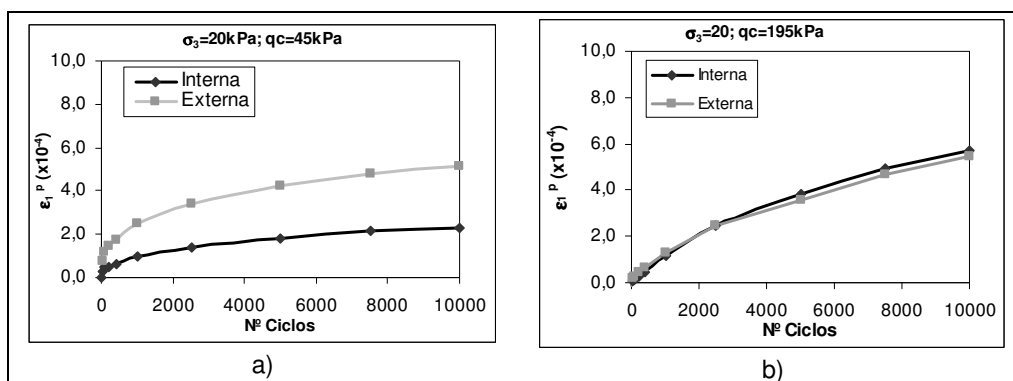 σ3=20kPa; qc=45kPa
10,0
8,0
6,0
4,0
2,0
0,0
ε1 p (x10-4)
Interna
Externa
0
2000
4000
6000
8000
10000
Nº Ciclos
a)
σ3=20; qc=195kPa
10,0
8,0
6,0
4,0
2,0
0,0
ε1 p (x10-4)
Interna
Externa
0
2000
4000
6000
8000
10000
Nº Ciclos
b)